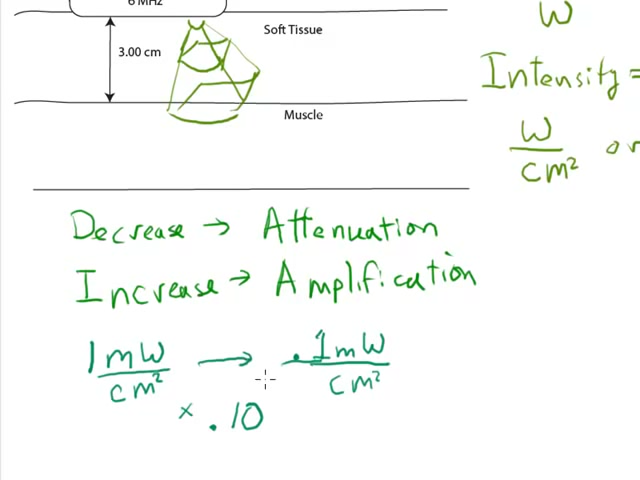 6 MHz
Soft Tissue
3.00 cm
Muscle
W
Intensity =
W
cm² or
Decrease → Attenuation
Increase → Amplification
1mW → .1mW
cm² cm²
× .10